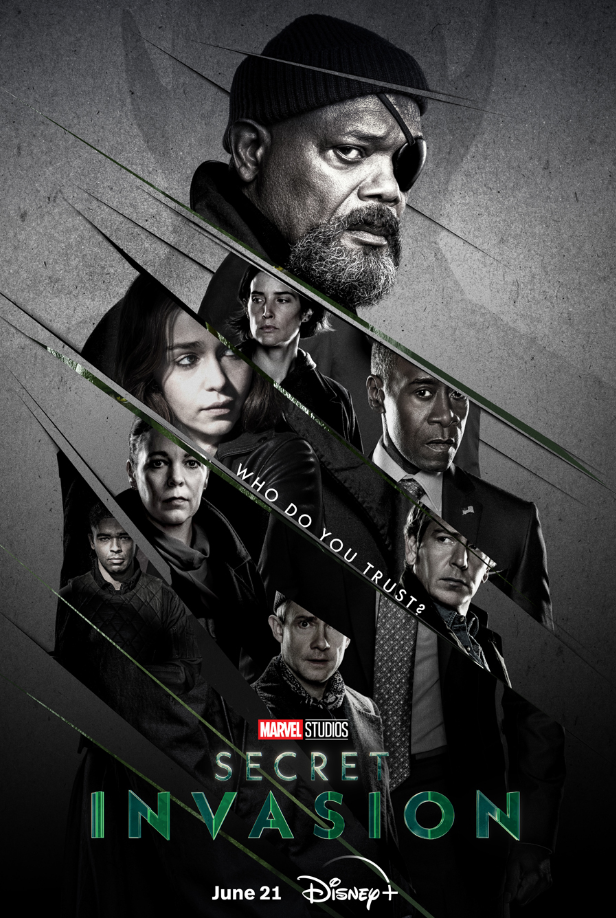 WHO DO YOU TRUST?
MARVEL STUDIOS
SECRET
INVASION
June 21 Disney+